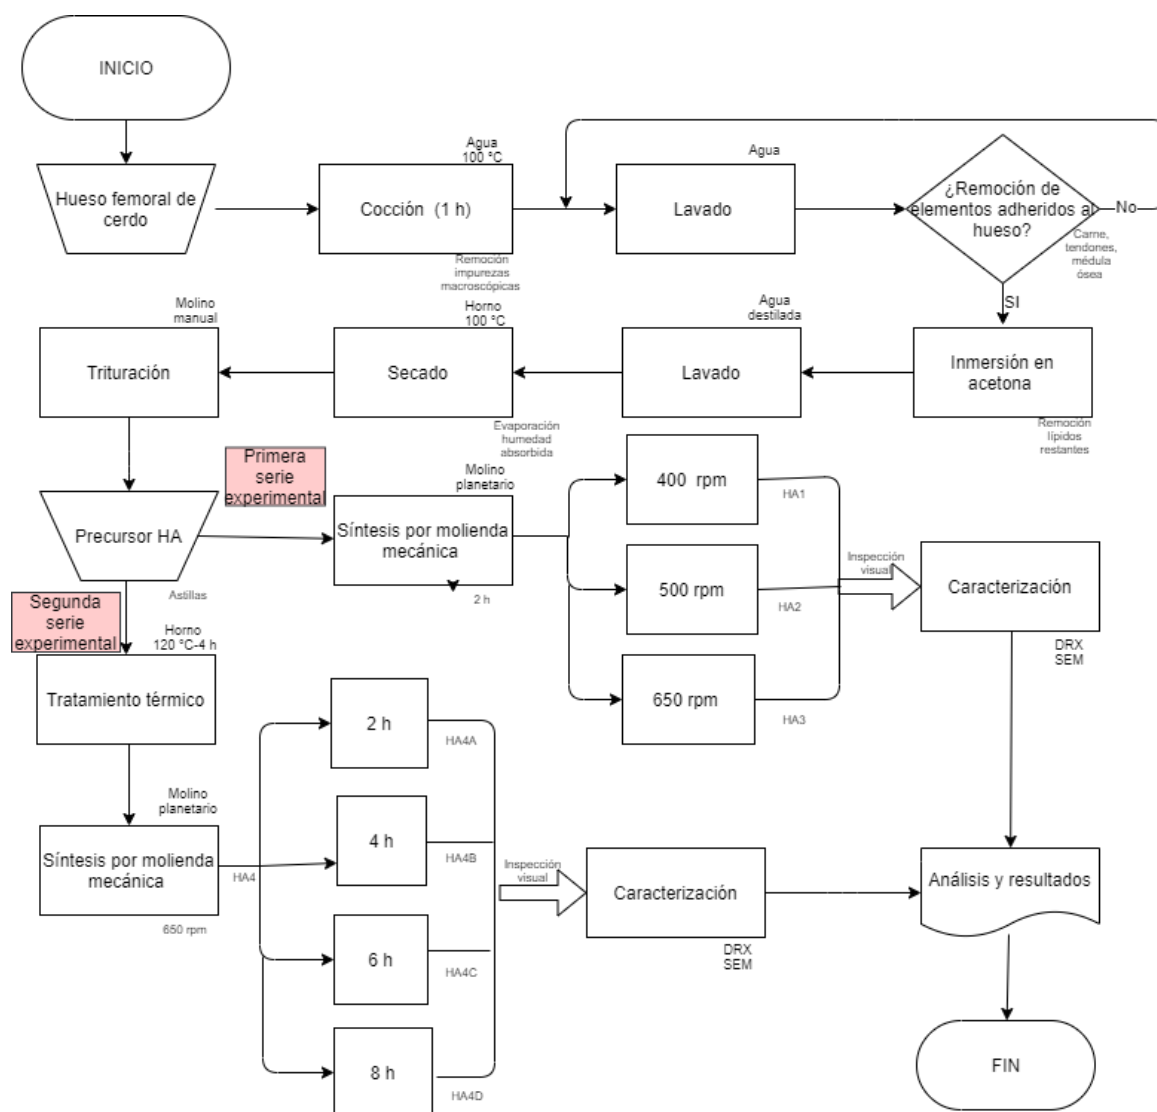 INICIO
Hueso femoral de
cerdo
Agua
100 °C
Cocción (1 h)
Remoción
impurezas
macroscópicas
Agua
Lavado
¿Remoción de
elementos adheridos al
hueso?
No
Carne,
tendones,
médula
ósea
SI
Inmersión en
acetona
Remoción
lípidos
restantes
Agua
destilada
Lavado
Horno
100 °C
Secado
Evaporación
humedad
absorbida
Molino
manual
Trituración
Precursor HA
Astillas
Primera
serie
experimental
Molino
planetario
Síntesis por molienda
mecánica
2 h
400 rpm
HA1
500 rpm
HA2
650 rpm
HA3
Inspección
visual
Caracterización
DRX
SEM
Segunda
serie
experimental
Horno
120 °C-4 h
Tratamiento térmico
Molino
planetario
Síntesis por molienda
mecánica
650 rpm
HA4
2 h
HA4A
4 h
HA4B
6 h
HA4C
8 h
HA4D
Inspección
visual
Caracterización
DRX
SEM
Análisis y resultados
FIN